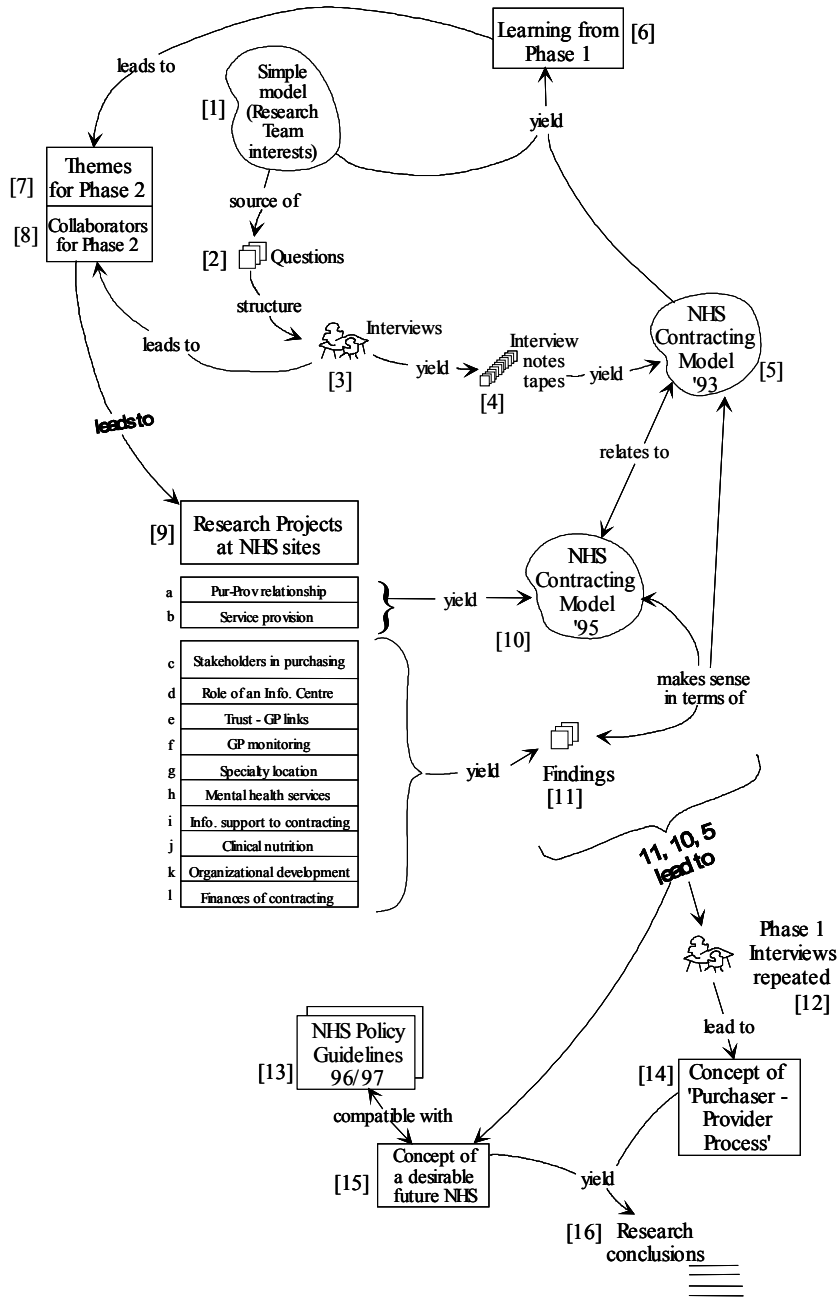 Learning from
Phase 1
[6]
leads to
Simple
model
(Research
Team
interests)
[1]
yield
Themes
for Phase 2
[7]
Collaborators
for Phase 2
[8]
source of
[2]
Questions
structure
Interviews
[3]
leads to
yield
Interview
notes
tapes
[4]
yield
NHS
Contracting
Model
'93
[5]
leads to
relates to
[9]
Research Projects
at NHS sites
a Pur-Prov relationship
b Service provision
yield
NHS
Contracting
Model
'95
[10]
c Stakeholders in purchasing
d Role of an Info. Centre
e Trust - GP links
f GP monitoring
g Specialty location
h Mental health services
i Info. support to contracting
j Clinical nutrition
k Organizational development
l Finances of contracting
makes sense
in terms of
yield
Findings
[11]
11, 10, 5
lead to
Phase 1
Interviews
repeated
[12]
lead to
[13]
NHS Policy
Guidelines
96/97
compatible with
[14]
Concept of
'Purchaser -
Provider
Process'
[15]
Concept of
a desirable
future NHS
yield
[16]
Research
conclusions